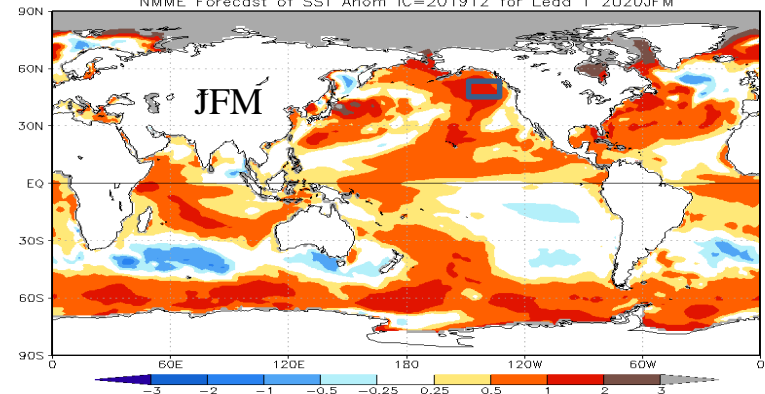 NMME Forecast of SST Anom IC=201912 for Lead 1 2020JFM
90N
60N
JFM
30N
EQ
30S
60S
90S
0 60E 120E 180 120W 60W 0
-3 -2 -1 -0.5 -0.25 0.25 0.5 1 2 3